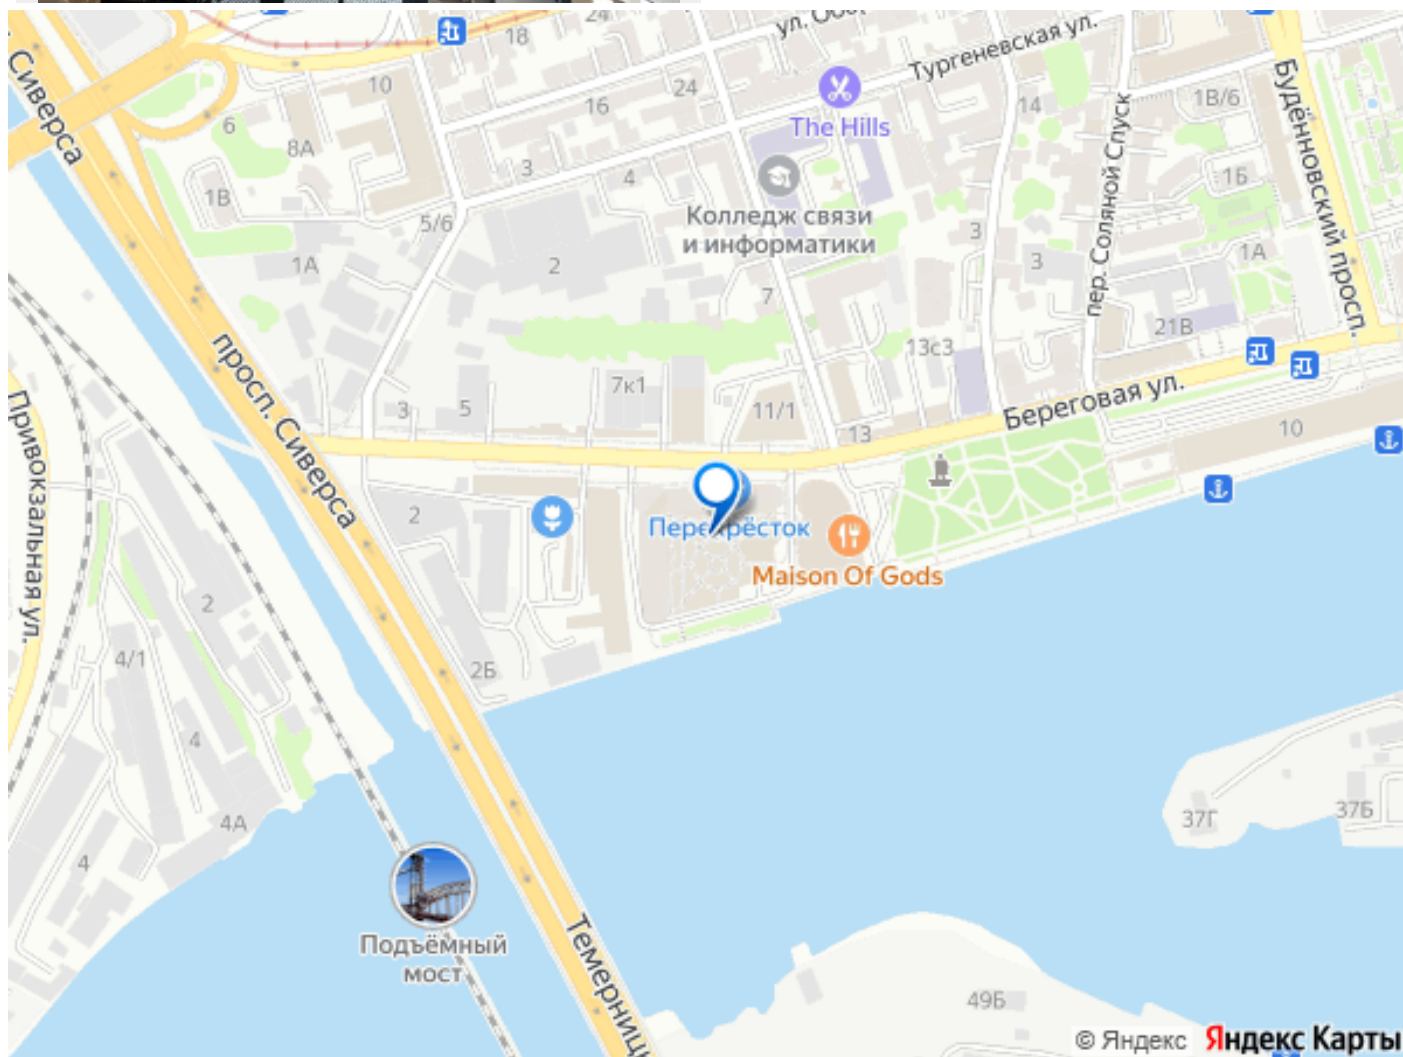 24
18
ул. Обор
Тургеневская ул.
Сиверса
10
24
16
14
1В/6
Будённовский просп.
6
The Hills
8А
3
4
1Б
1В
Колледж связи
и информатики
пер. Соляной Спуск
5/6
3
3
1А
1А
2
7
21В
13с3
просп. Сиверса
7к1
Привокзальная ул.
3
5
11/1
Береговая ул.
13
10
2
Перекрёсток
Maison Of Gods
2
4/1
2Б
4
37Г
37Б
4А
4
Подъёмный
мост
Темерниц
49Б
© Яндекс Яндекс Карты